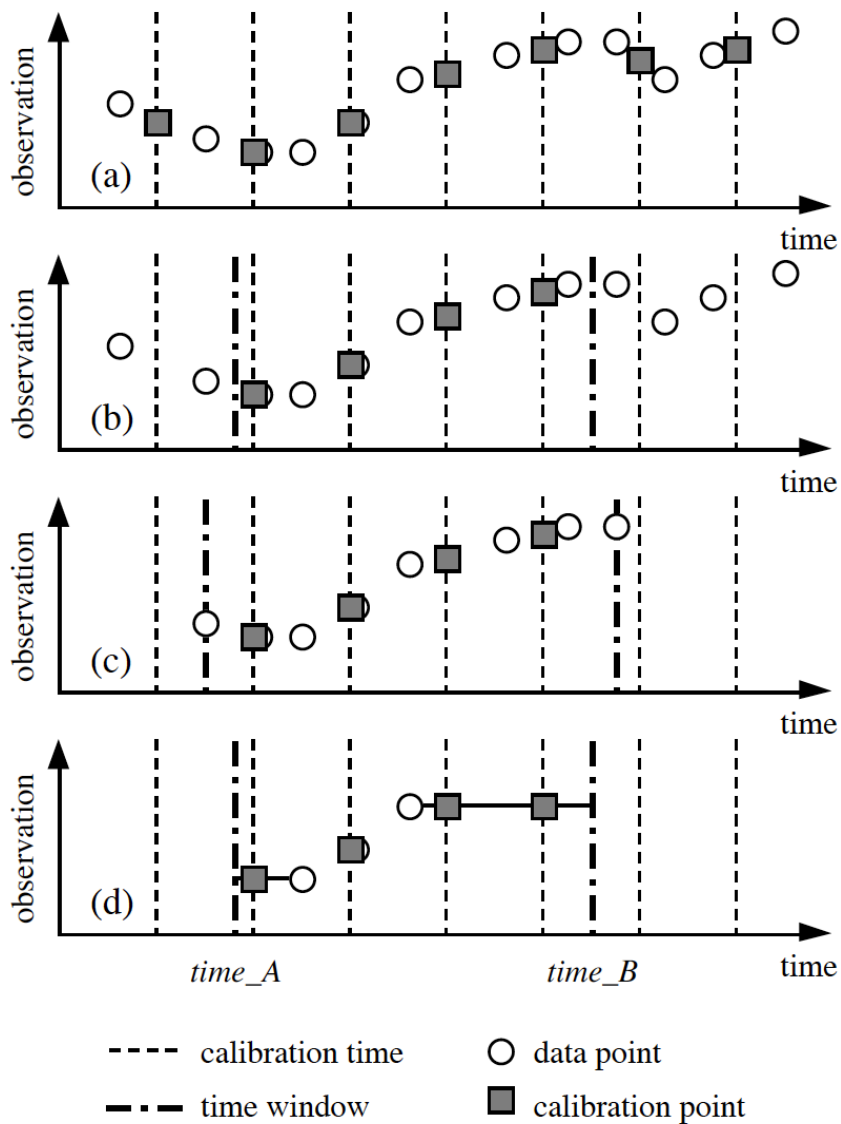 observation
(a)
time
observation
(b)
time
observation
(c)
time
observation
(d)
time
time_A
time_B
calibration time
data point
time window
calibration point